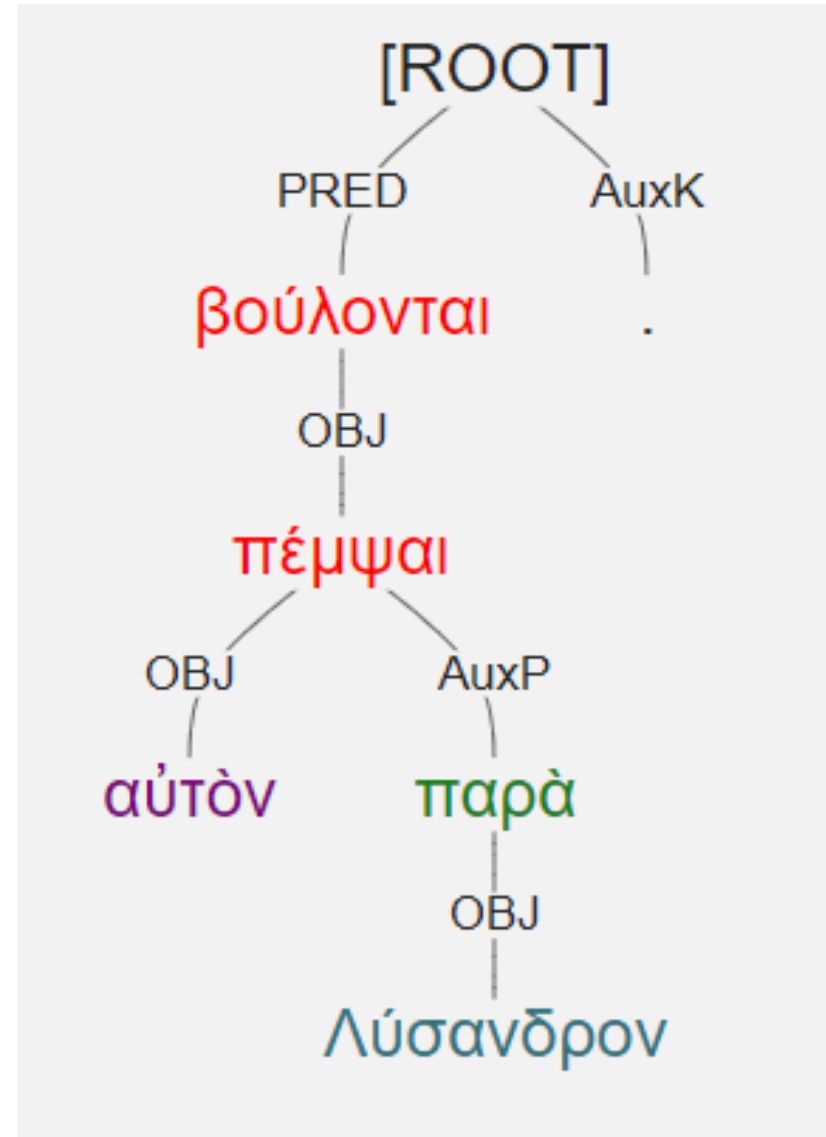 [ROOT]
PRED AuxK
βούλονται .
OBJ
πέμψαι
OBJ AuxP
αὐτὸν παρὰ
OBJ
Λύσανδρον